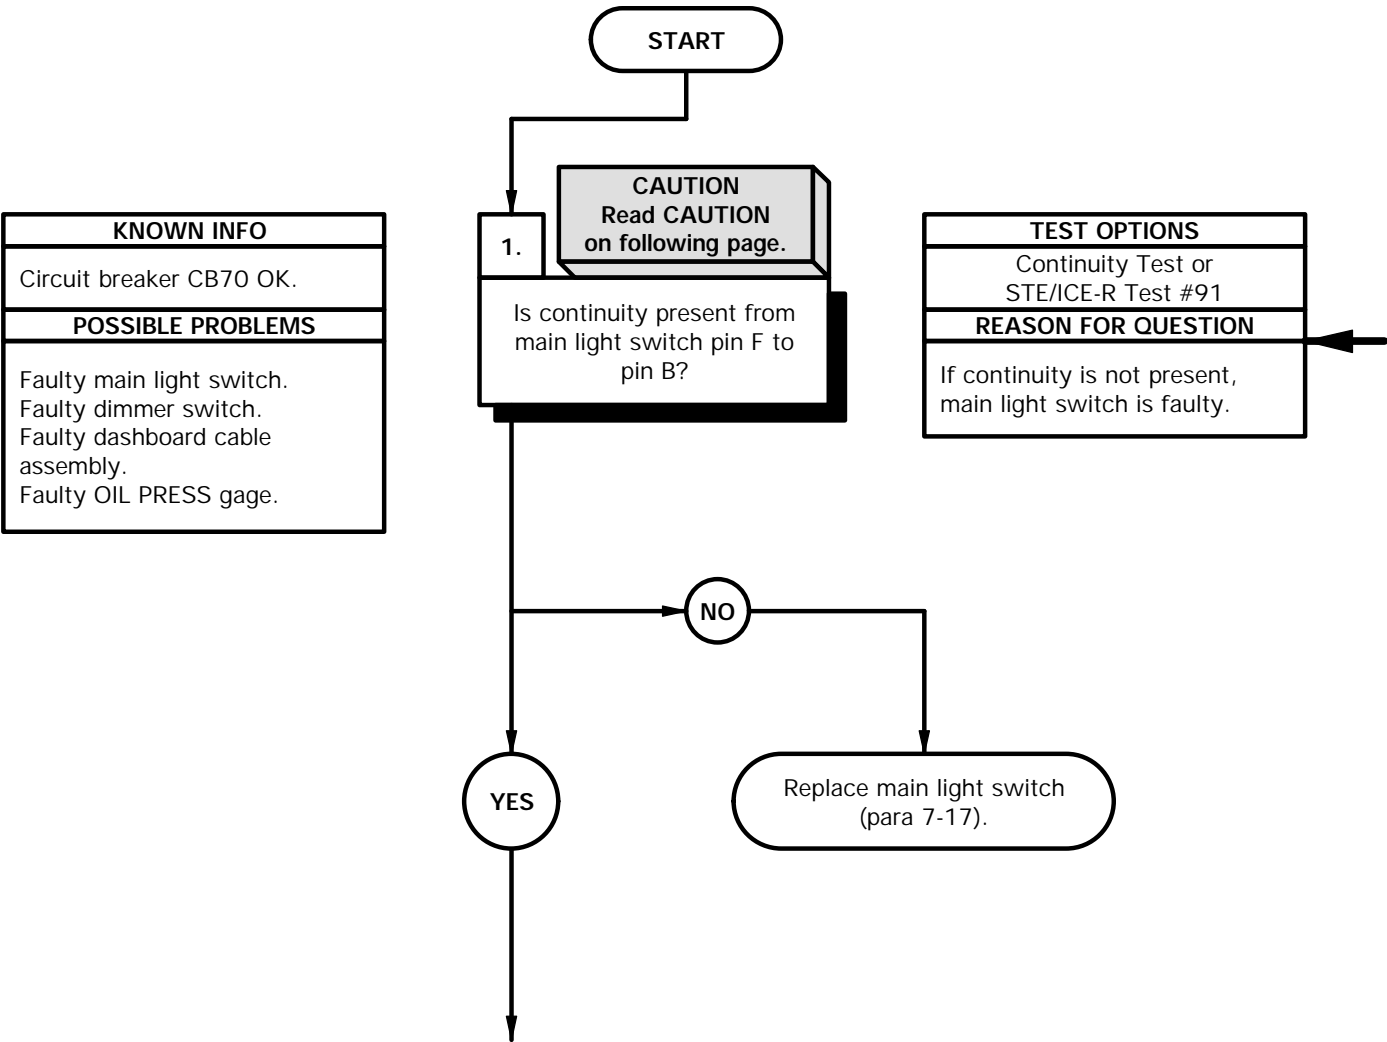 START
KNOWN INFO
Circuit breaker CB70 OK.
POSSIBLE PROBLEMS
Faulty main light switch.
Faulty dimmer switch.
Faulty dashboard cable
assembly.
Faulty OIL PRESS gage.
CAUTION
Read CAUTION
on following page.
1.
Is continuity present from
main light switch pin F to
pin B?
TEST OPTIONS
Continuity Test or
STE/ICE-R Test #91
REASON FOR QUESTION
If continuity is not present,
main light switch is faulty.
NO
YES
Replace main light switch
(para 7-17).